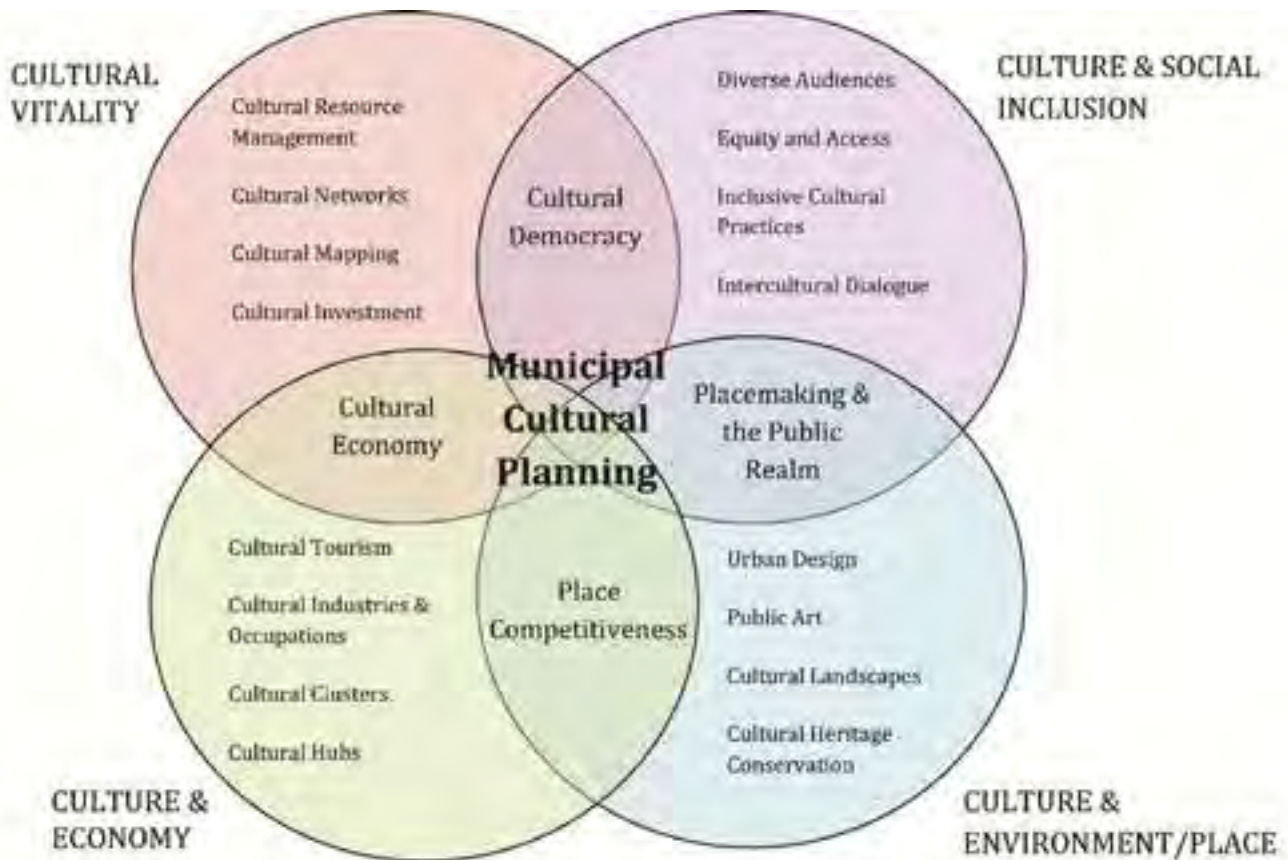 CULTURAL
VITALITY
Cultural Resource
Management
Cultural Networks
Cultural Mapping
Cultural Investment
Cultural
Democracy
Diverse Audiences
Equity and Access
Inclusive Cultural
Practices
Intercultural Dialogue
CULTURE & SOCIAL
INCLUSION
Cultural
Economy
Municipal
Cultural
Planning
Placemaking &
the Public
Realm
Cultural Tourism
Cultural Industries &
Occupations
Cultural Clusters
Cultural Hubs
Place
Competitiveness
Urban Design
Public Art
Cultural Landscapes
Cultural Heritage
Conservation
CULTURE &
ECONOMY
CULTURE &
ENVIRONMENT/PLACE